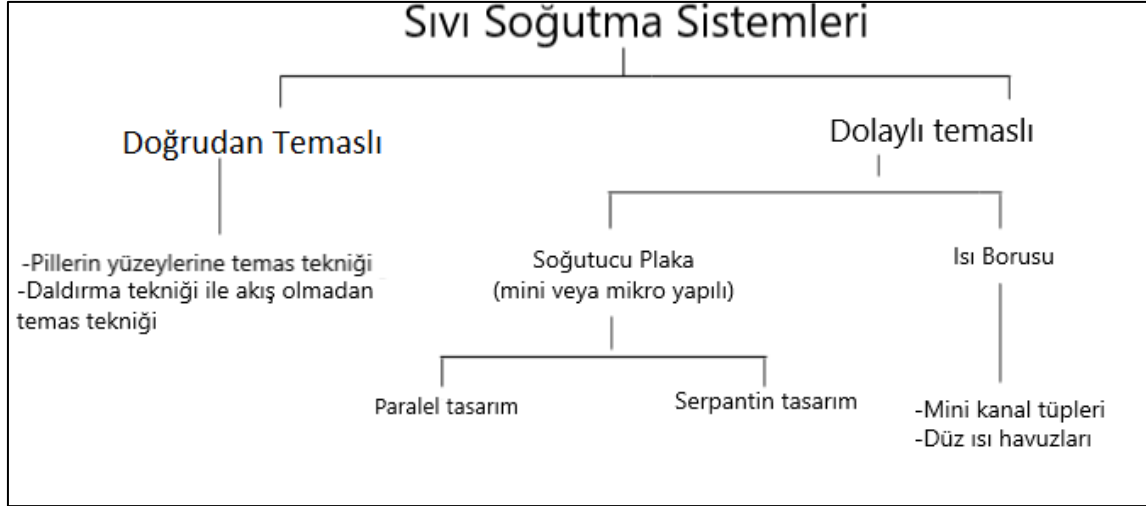 Sıvı Soğutma Sistemleri
Doğrudan Temaslı
Dolaylı temaslı
-Pillerin yüzeylerine temas tekniği
-Daldırma tekniği ile akış olmadan
temas tekniği
Soğutucu Plaka
(mini veya mikro yapılı)
Isı Borusu
Paralel tasarım
Serpantin tasarım
-Mini kanal tüpleri
-Düz ısı havuzları